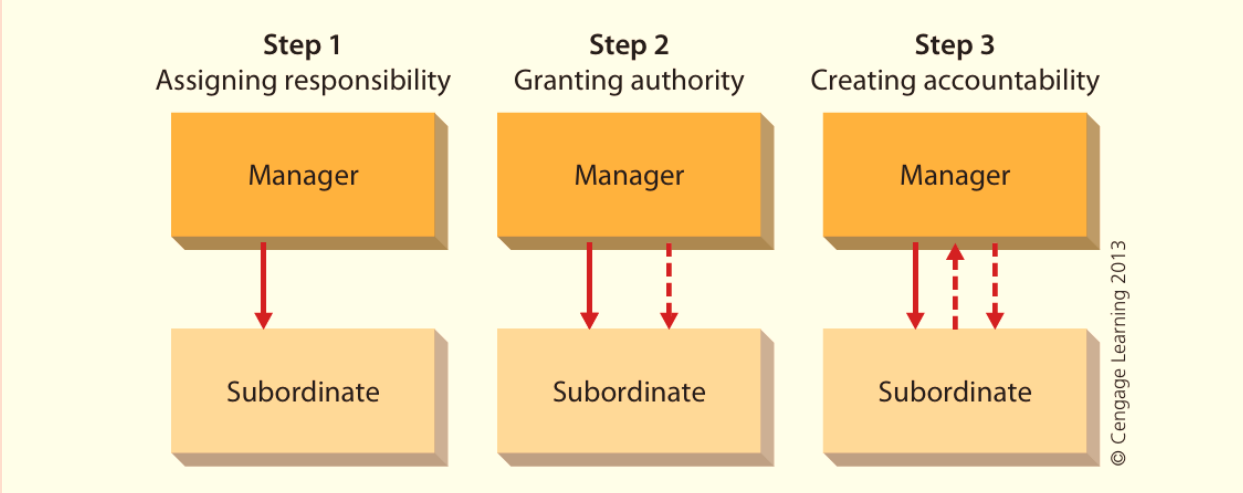 Step 1
Assigning responsibility
Manager
Subordinate
Step 2
Granting authority
Manager
Subordinate
Step 3
Creating accountability
Manager
Subordinate
© Cengage Learning 2013